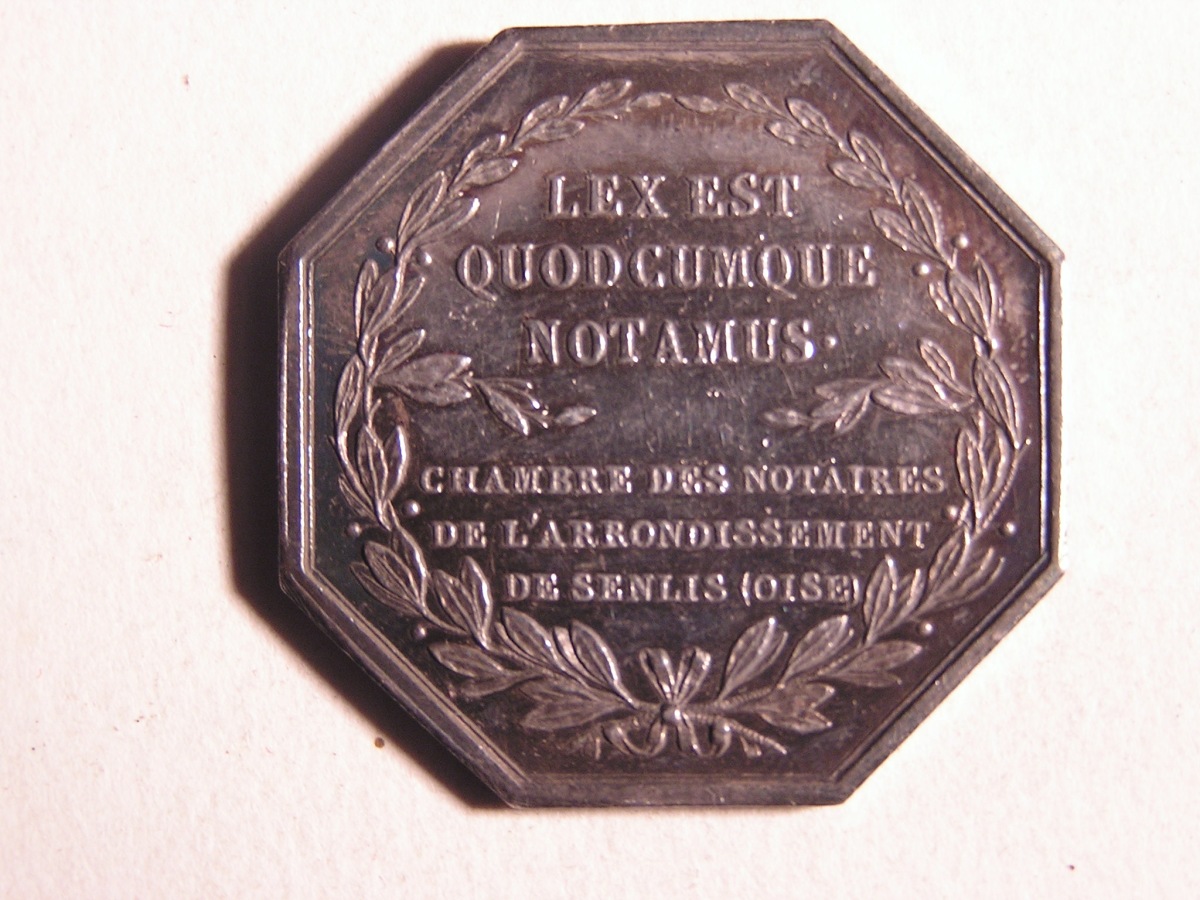 LEX EST
QUODCUMQUE
NOTAMUS.
CHAMBRE DES NOTAIRES
DE L'ARRONDISSEMENT
DE SENLIS (OISE)